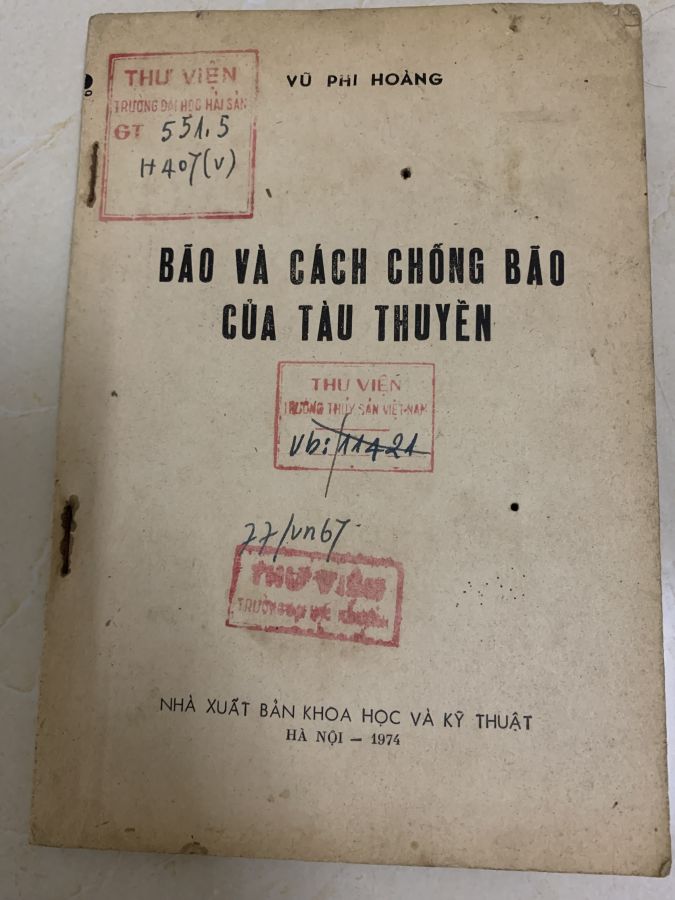 THƯ VIỆN
TRƯỜNG ĐẠI HỌC HẢI SẢN
GT 551.5
H407(V)
VŨ PHI HOÀNG
BÃO VÀ CÁCH CHỐNG BÃO
CỦA TÀU THUYỀN
THƯ VIỆN
TRƯỜNG THỦY SẢN VIỆT-NAM
Vb: 11421
77/vn67
THƯ VIỆN
NHÀ XUẤT BẢN KHOA HỌC VÀ KỸ THUẬT
HÀ NỘI — 1974